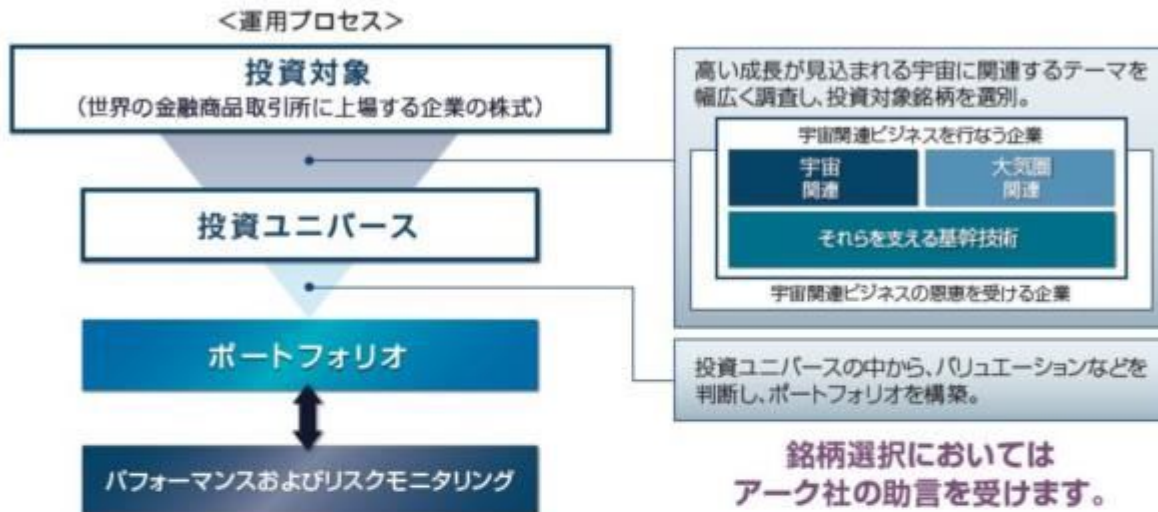 ＜運用プロセス＞
投資対象
（世界の金融商品取引所に上場する企業の株式）
高い成長が見込まれる宇宙に関連するテーマを
幅広く調査し、投資対象銘柄を選別。
宇宙関連ビジネスを行なう企業
宇宙
関連
大気圏
関連
それらを支える基幹技術
宇宙関連ビジネスの恩恵を受ける企業
投資ユニバース
投資ユニバースの中から、バリュエーションなどを
判断し、ポートフォリオを構築。
ポートフォリオ
パフォーマンスおよびリスクモニタリング
銘柄選択においては
アーク社の助言を受けます。